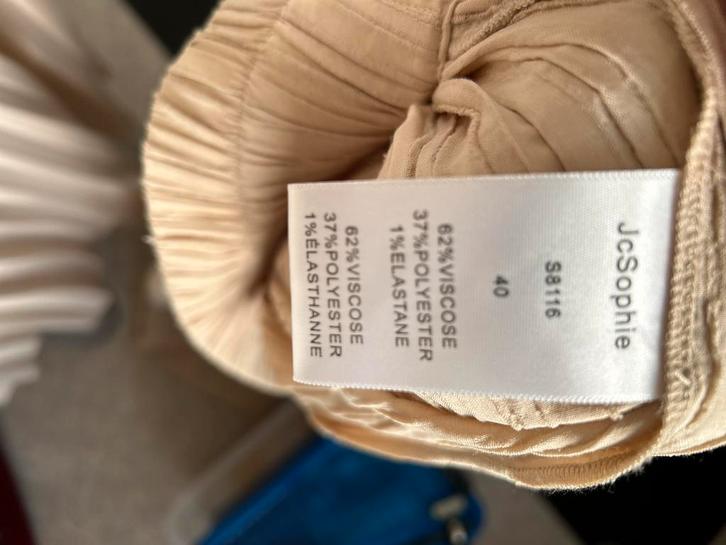 JcSophie
S8116
40
62%VISCOSE
37%POLYESTER
1%ELASTANE
62%VISCOSE
37%POLYESTER
1%ÉLASTHANNE